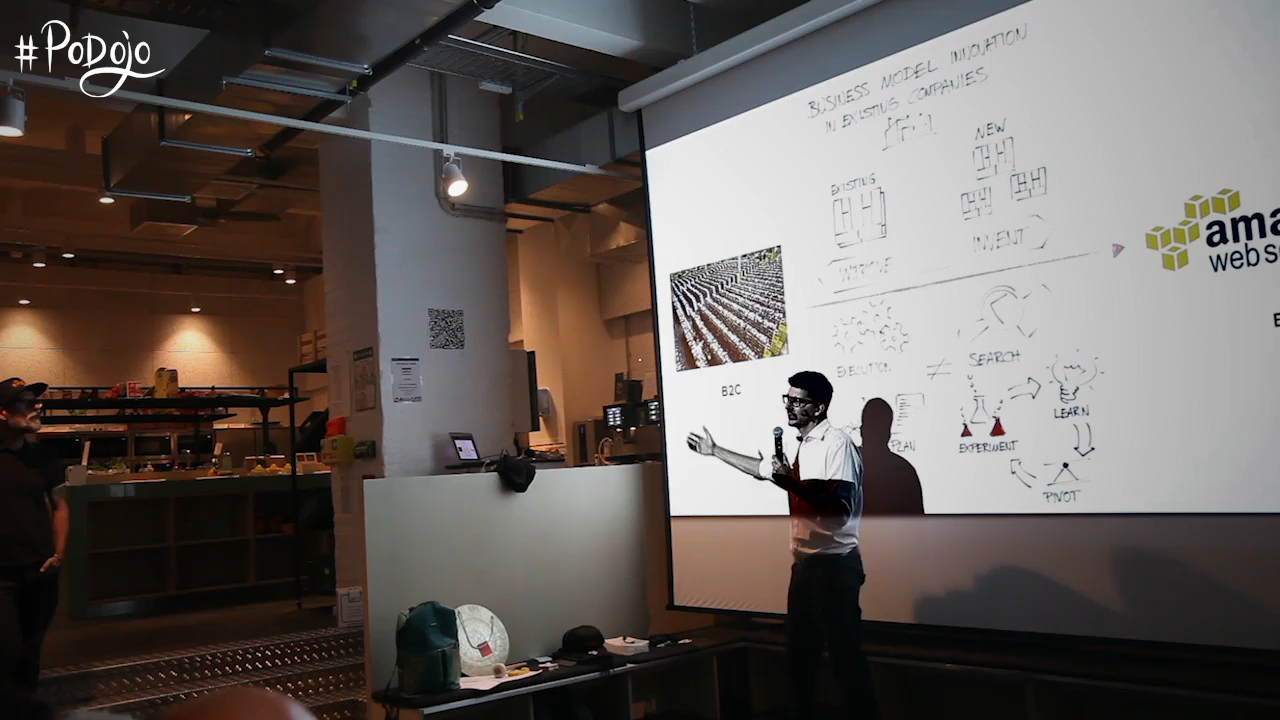 #PoDojo
BUSINESS MODEL INNOVATION
IN EXISTING COMPANIES
NEW
EXISTING
INVENT
IMPROVE
ama
web s
B2C
EXECUTION
≠
SEARCH
LEARN
PLAN
EXPERIMENT
PIVOT